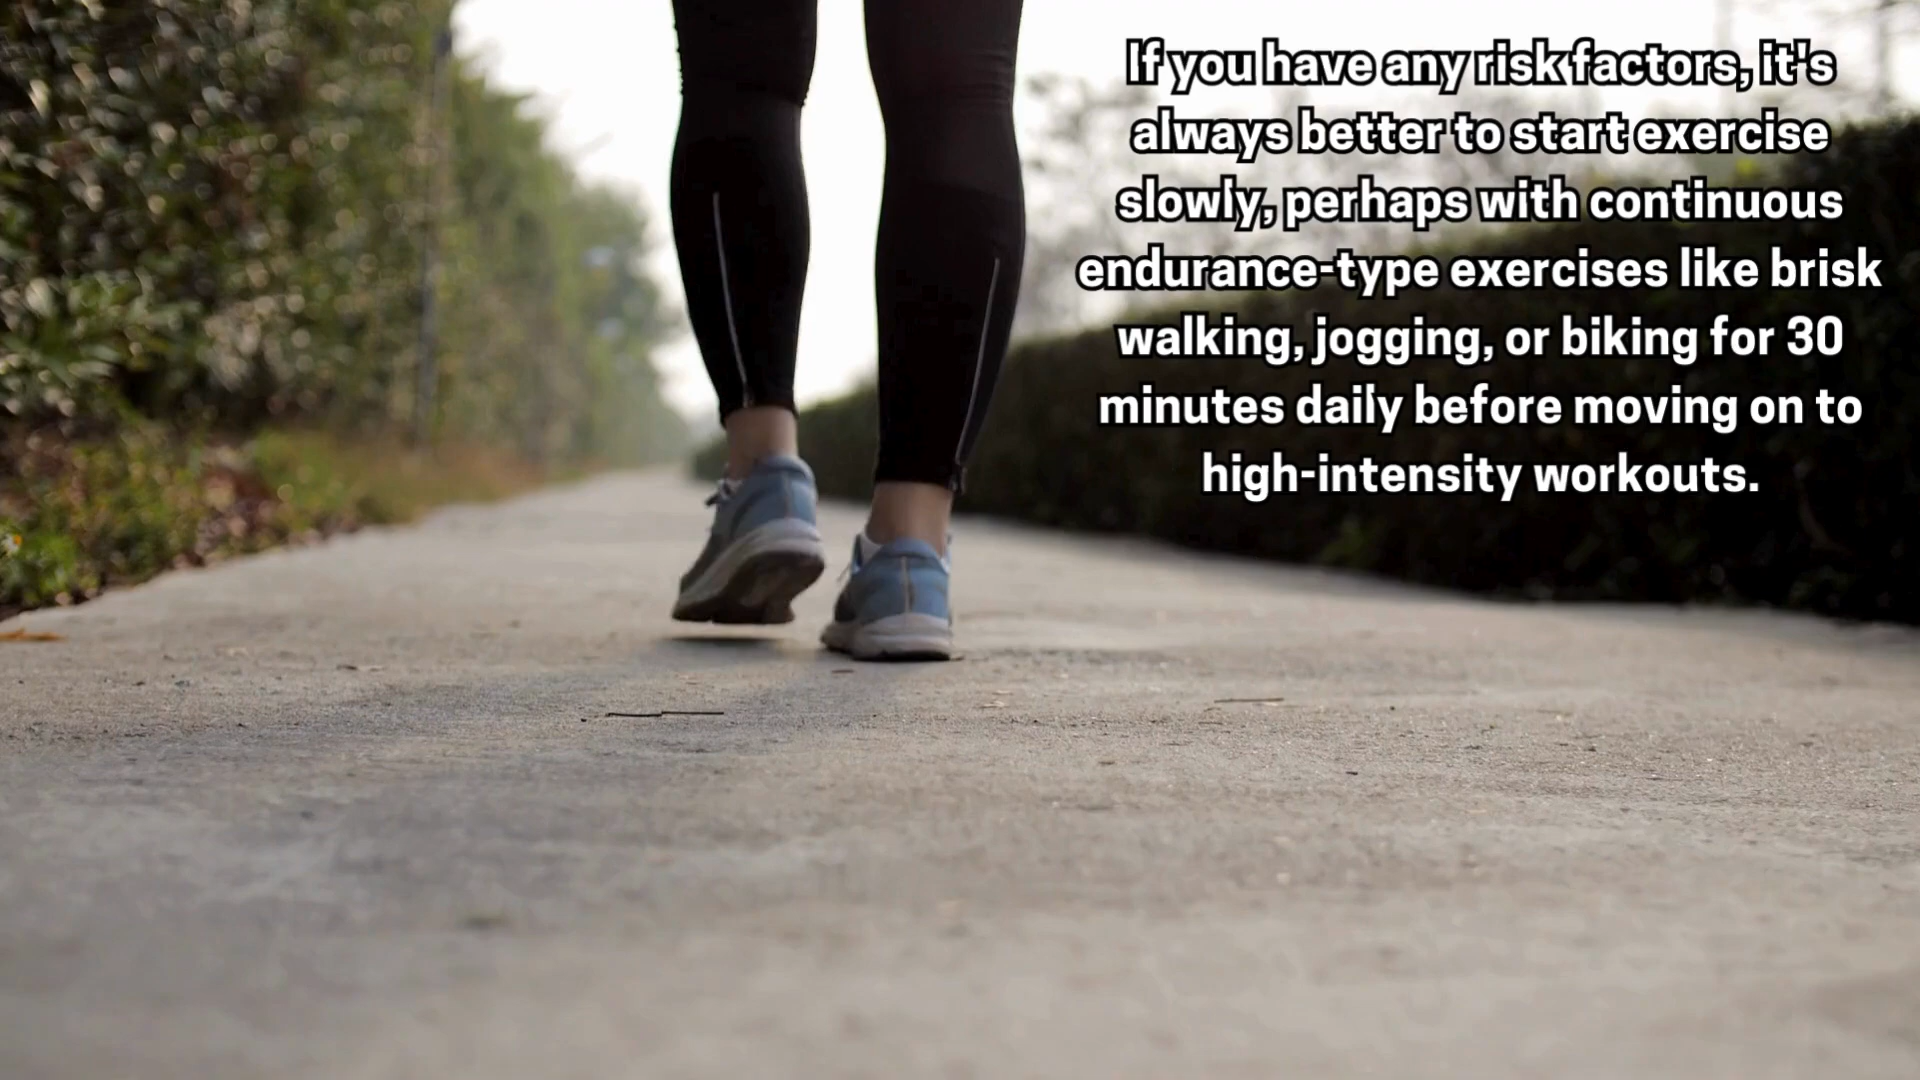 If you have any risk factors, it's
always better to start exercise
slowly, perhaps with continuous
endurance-type exercises like brisk
walking, jogging, or biking for 30
minutes daily before moving on to
high-intensity workouts.